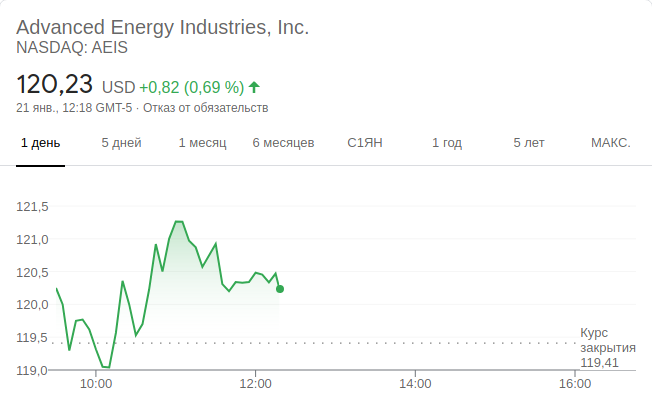 Advanced Energy Industries, Inc.
NASDAQ: AEIS
120,23 USD +0,82 (0,69 %)
21 янв., 12:18 GMT-5 · Отказ от обязательств
1 день 5 дней 1 месяц 6 месяцев С1ЯН 1 год 5 лет МАКС.
121,5
121,0
120,5
120,0
119,5
119,0
Курс
закрытия
119,41
10:00 12:00 14:00 16:00